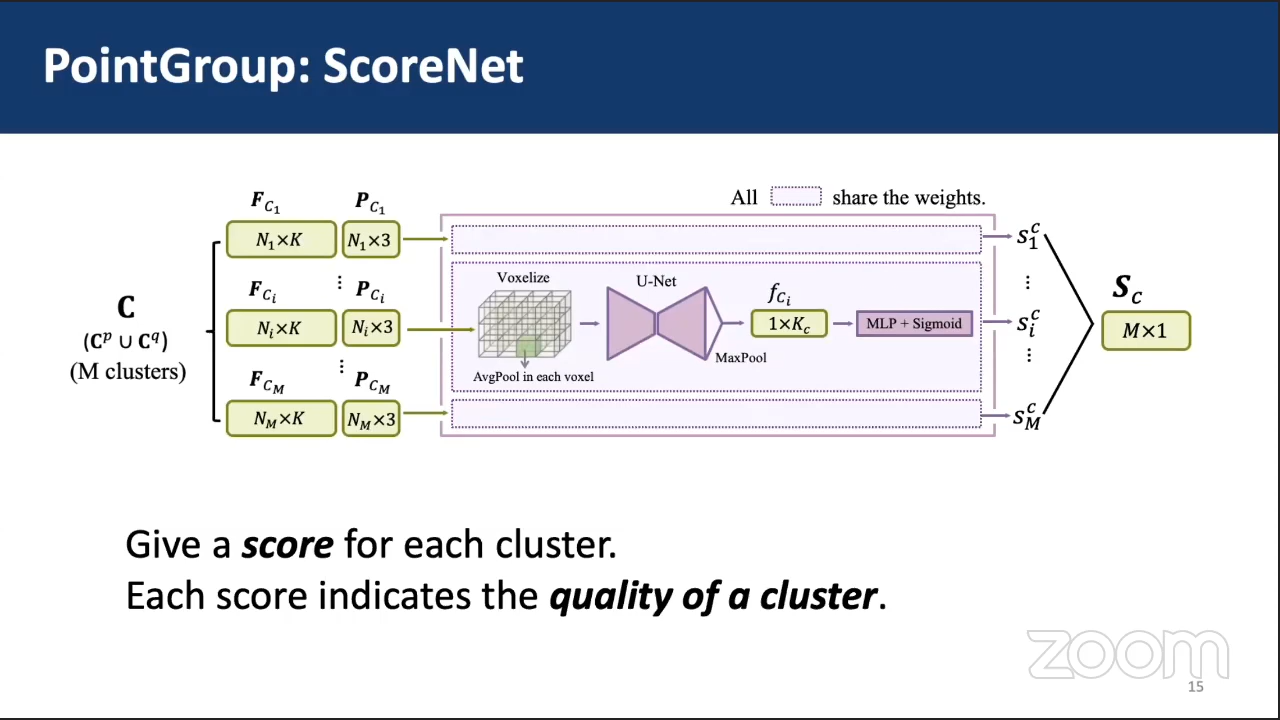 PointGroup: ScoreNet
All share the weights.
F_{C_1} P_{C_1}
N_1×K N_1×3
s_1^c
⋮ ⋮
Voxelize U-Net
F_{C_i} P_{C_i}
f_{C_i}
S_c
C
(C^p ∪ C^q)
(M clusters)
N_i×K N_i×3
1×K_c
MLP + Sigmoid
s_i^c
M×1
MaxPool
AvgPool in each voxel
⋮ ⋮
F_{C_M} P_{C_M}
N_M×K N_M×3
s_M^c
Give a score for each cluster.
Each score indicates the quality of a cluster.
zoom
15